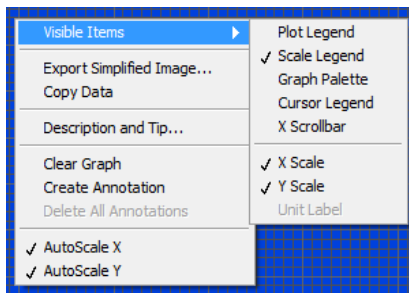 Visible Items
Export Simplified Image...
Copy Data
Description and Tip...
Clear Graph
Create Annotation
Delete All Annotations
AutoScale X
AutoScale Y
Plot Legend
Scale Legend
Graph Palette
Cursor Legend
X Scrollbar
X Scale
Y Scale
Unit Label